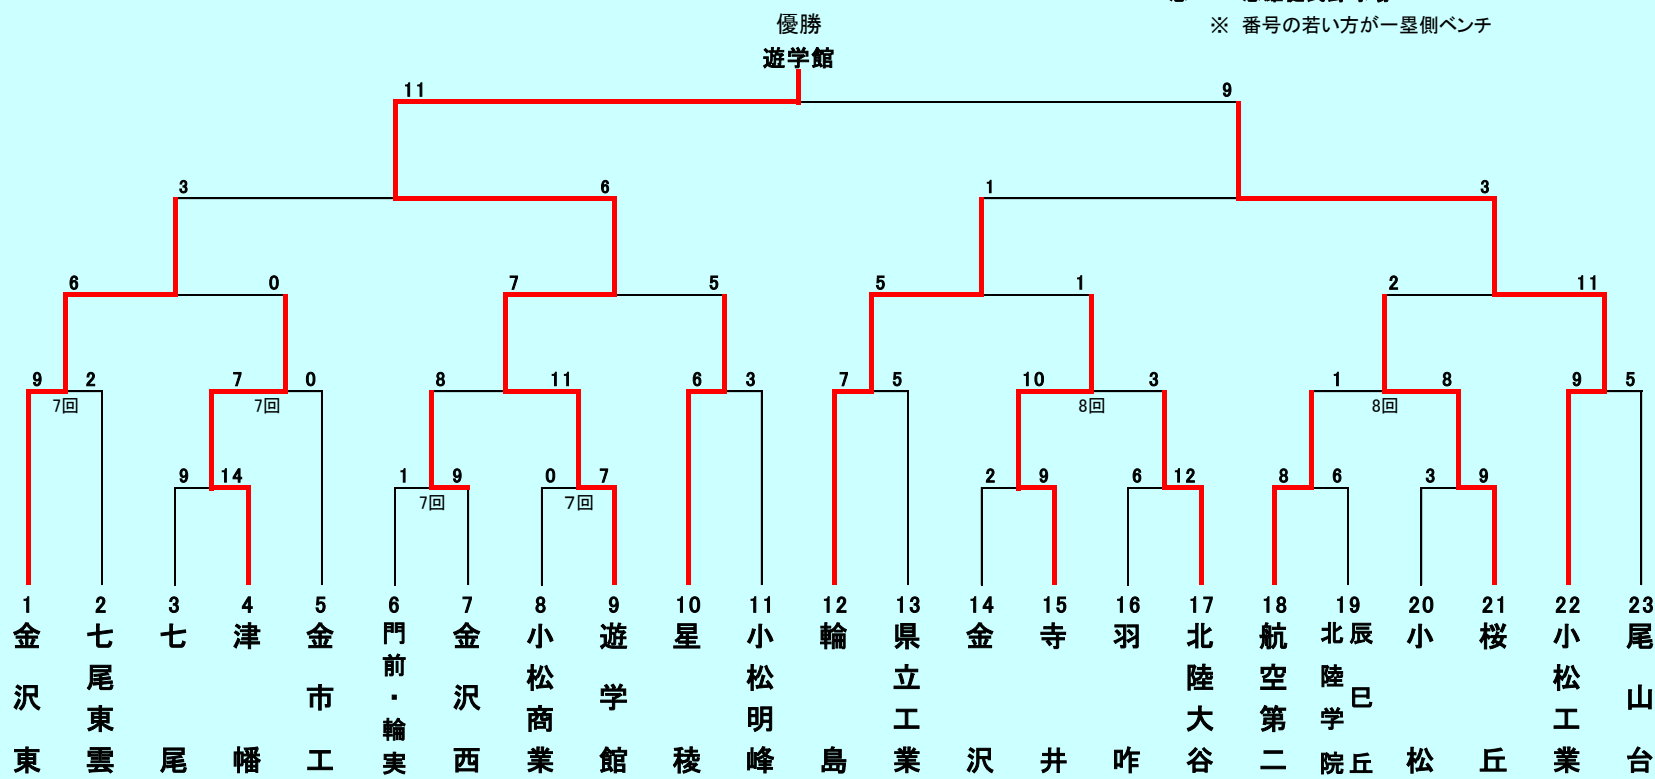 ※ 番号の若い方が一塁側ベンチ
優勝
遊学館
11 9
3 6 1 3
6 0 7 5 5 1 2 11
9 2 7 0 8 11 6 3 7 5 10 3 1 8 9 5
7回 7回 8回 8回
9 14 1 9 0 7 2 9 6 12 8 6 3 9
7回 7回
1 2 3 4 5 6 7 8 9 10 11 12 13 14 15 16 17 18 19 20 21 22 23
金沢東
七尾東雲
七尾
津幡
金市工
門前・輪実
金沢西
小松商業
遊学館
星稜
小松明峰
輪島
県立工業
金沢
寺井
羽咋
北陸大谷
航空第二
辰巳丘
北陸学院
小松
桜丘
小松工業
尾山台